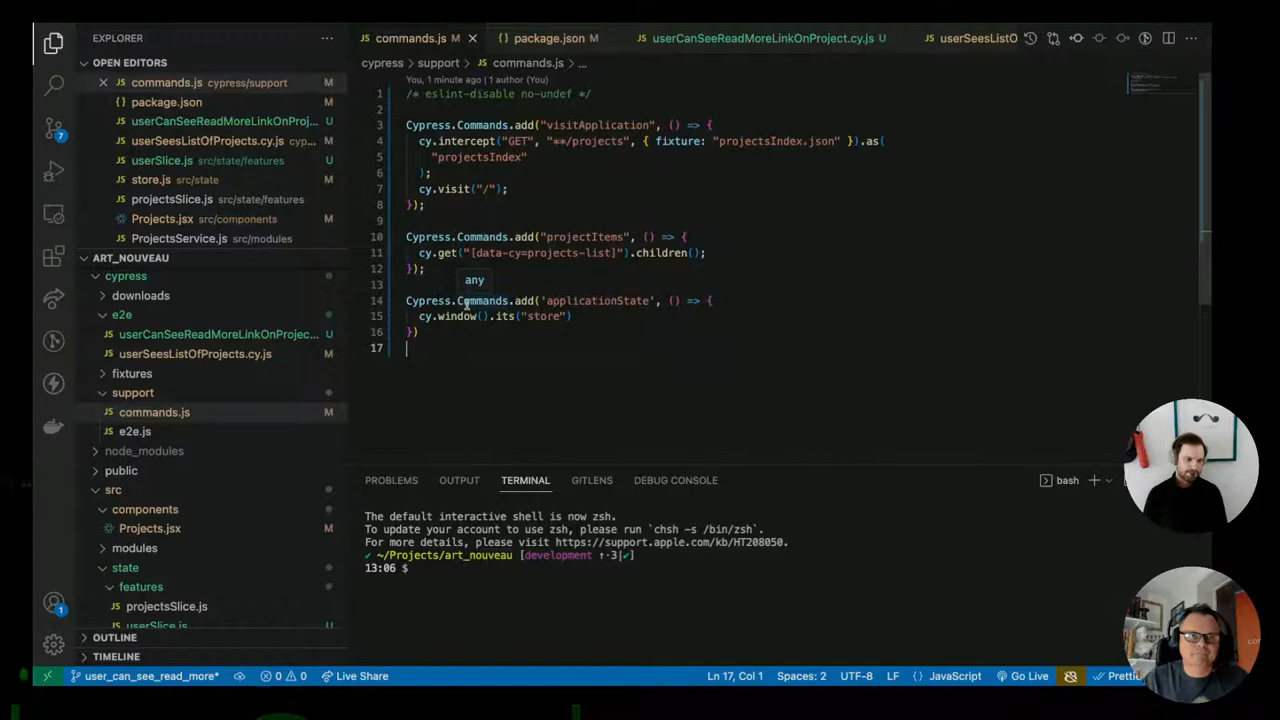 EXPLORER
OPEN EDITORS
commands.js cypress/support M
package.json M
userCanSeeReadMoreLinkOnProj... U
userSeesListOfProjects.cy.js cyp... M
userSlice.js src/state/features U
store.js src/state M
projectsSlice.js src/state/features
Projects.jsx src/components M
ProjectsService.js src/modules
ART_NOUVEAU
cypress
downloads
e2e
userCanSeeReadMoreLinkOnProjec... U
userSeesListOfProjects.cy.js M
fixtures
support
commands.js M
e2e.js
node_modules
public
src
components
Projects.jsx M
modules
state
features
projectsSlice.js
userSlice.js U
OUTLINE
TIMELINE
7
1
commands.js M package.json M userCanSeeReadMoreLinkOnProject.cy.js U userSeesListO
cypress > support > commands.js > ...
You, 1 minute ago | 1 author (You)
1 /* eslint-disable no-undef */
2
3 Cypress.Commands.add("visitApplication", () => {
4 cy.intercept("GET", "**/projects", { fixture: "projectsIndex.json" }).as(
5 "projectsIndex"
6 );
7 cy.visit("/");
8 });
9
10 Cypress.Commands.add("projectItems", () => {
11 cy.get("[data-cy=projects-list]").children();
12 });
any
13
14 Cypress.Commands.add('applicationState', () => {
15 cy.window().its("store")
16 })
17
PROBLEMS OUTPUT TERMINAL GITLENS DEBUG CONSOLE bash
The default interactive shell is now zsh.
To update your account to use zsh, please run `chsh -s /bin/zsh`.
For more details, please visit https://support.apple.com/kb/HT208050.
✔ ~/Projects/art_nouveau [development ↑·3|✔]
13:06 $
user_can_see_read_more* 0 0 Live Share Ln 17, Col 1 Spaces: 2 UTF-8 LF {} JavaScript Go Live Prettie